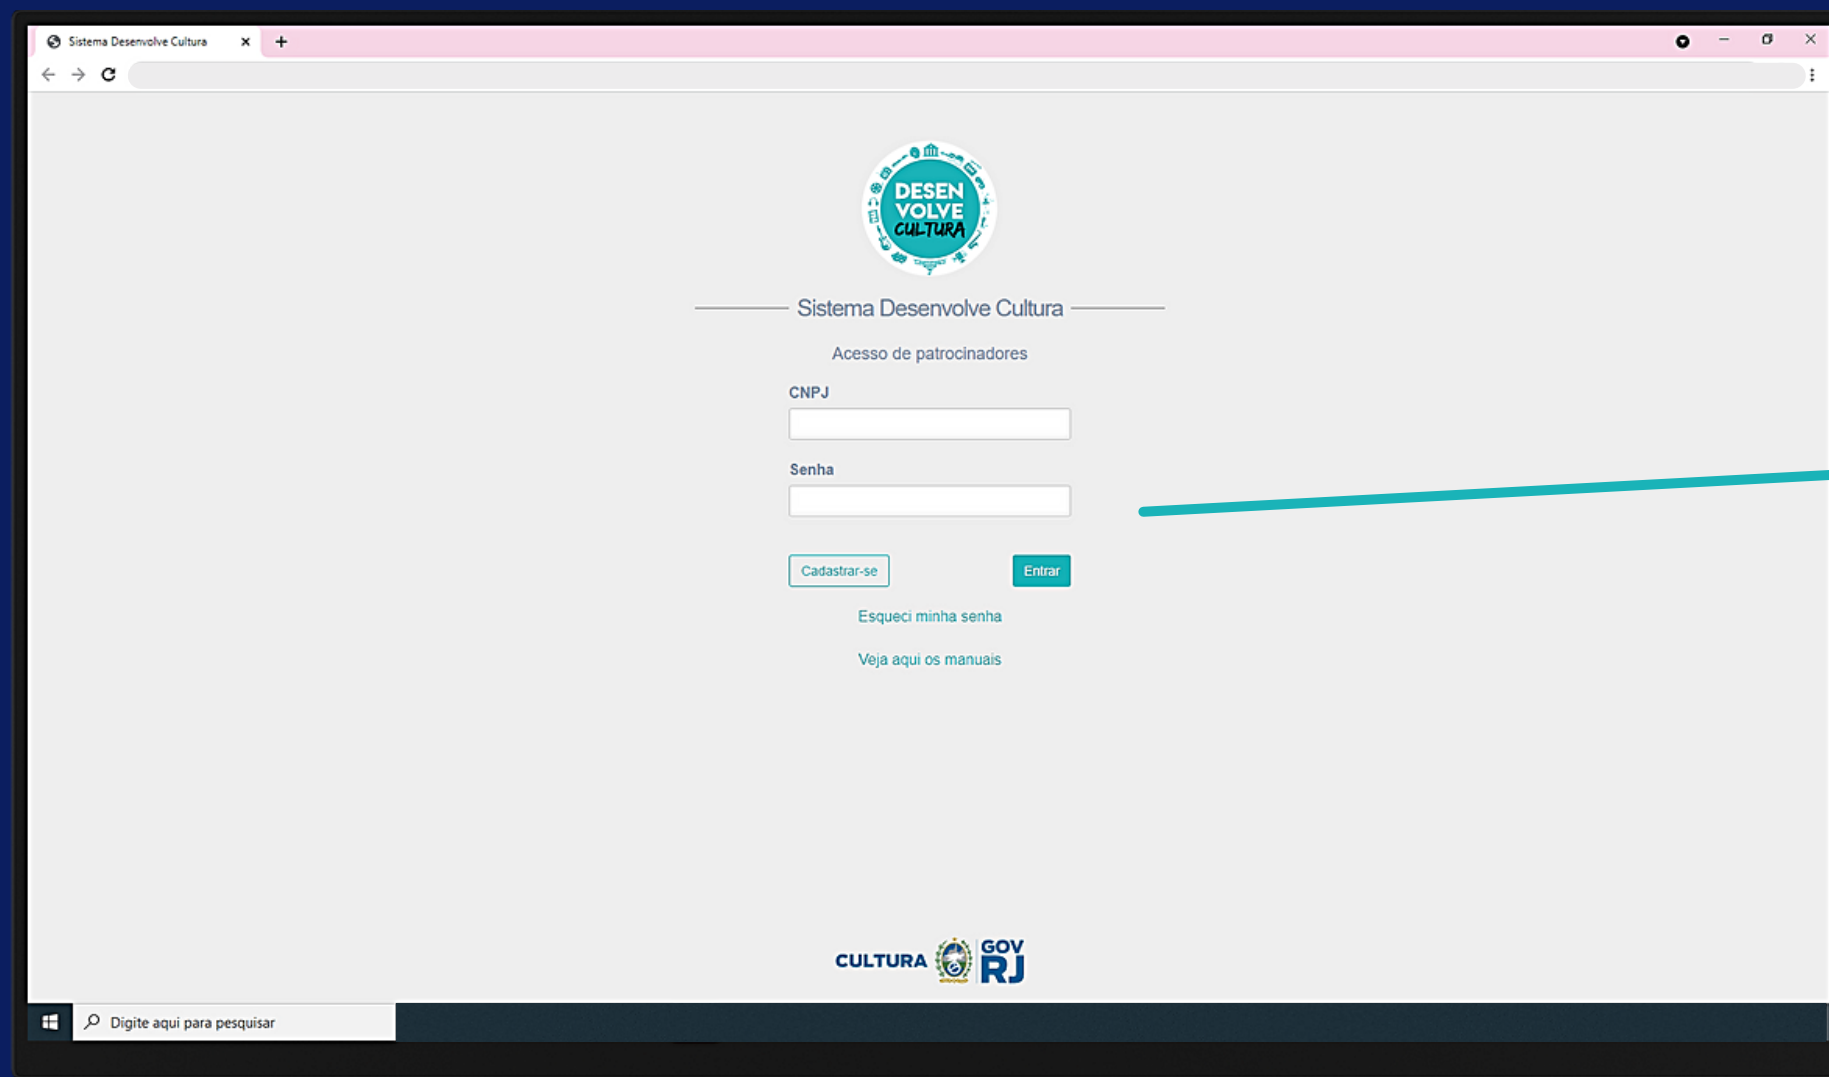 Sistema Desenvolve Cultura
DESEN
VOLVE
CULTURA
Sistema Desenvolve Cultura
Acesso de patrocinadores
CNPJ
Senha
Cadastrar-se
Entrar
Esqueci minha senha
Veja aqui os manuais
CULTURA
GOV
RJ
Digite aqui para pesquisar